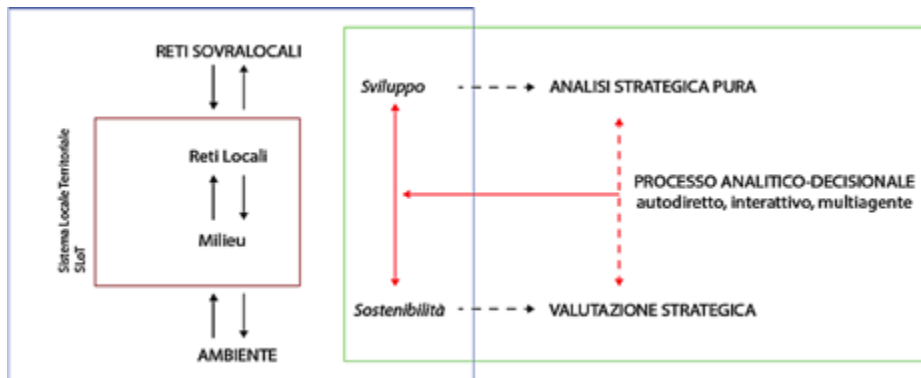 RETI SOVRALOCALI
Sistema Locale Territoriale
SLoT
Reti Locali
Milieu
AMBIENTE
Sviluppo
ANALISI STRATEGICA PURA
PROCESSO ANALITICO-DECISIONALE
autodiretto, interattivo, multiagente
Sostenibilità
VALUTAZIONE STRATEGICA